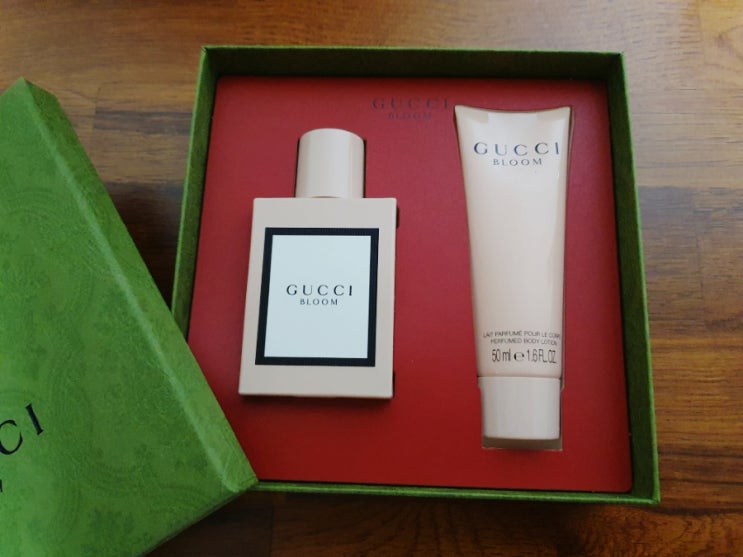 GUCCI
BLOOM
GUCCI
BLOOM
GUCCI
BLOOM
LAIT PARFUMÉ POUR LE CORPS
PERFUMED BODY LOTION
50 ml e 1.6 FL.OZ.
CCI